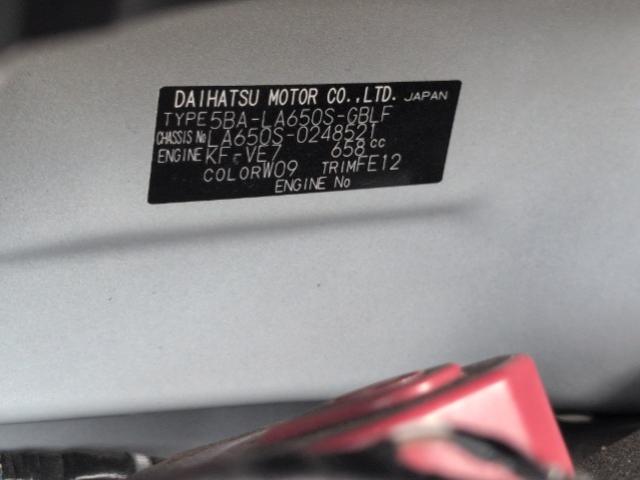 DAIHATSU MOTOR CO.,LTD. JAPAN
TYPE 5BA-LA650S-GBLF
CHASSIS No LA650S-0248521
ENGINE KF-VE7 658cc
COLOR W09 TRIM FE12
ENGINE No